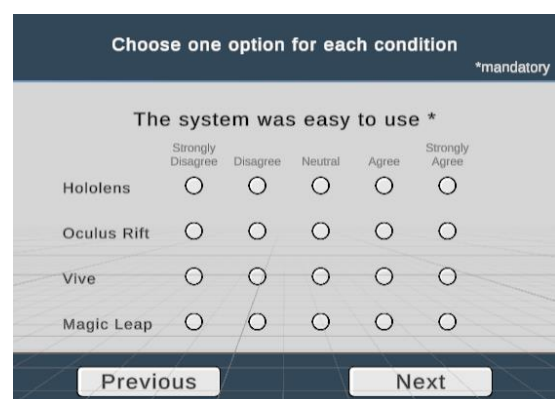 Choose one option for each condition
*mandatory
The system was easy to use *
Strongly Disagree Disagree Neutral Agree Strongly Agree
Hololens
Oculus Rift
Vive
Magic Leap
Previous Next